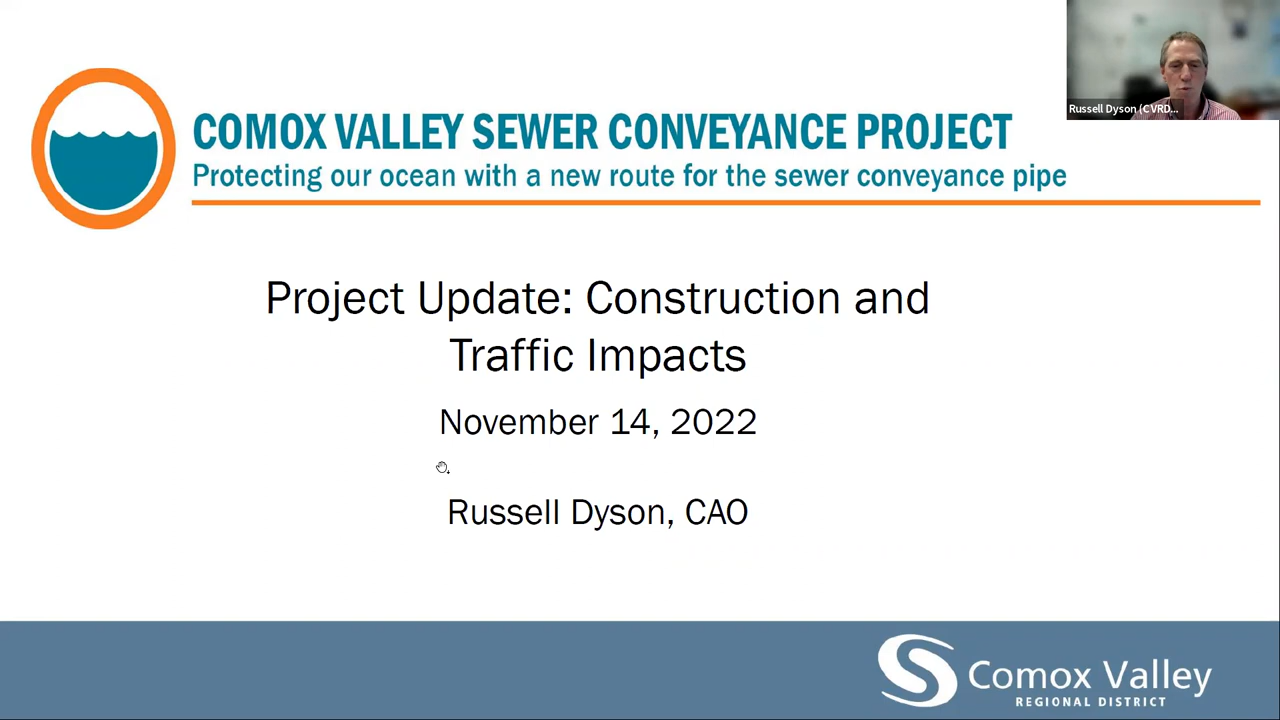 Russell Dyson (CVRD...
COMOX VALLEY SEWER CONVEYANCE PROJECT
Protecting our ocean with a new route for the sewer conveyance pipe
Project Update: Construction and
Traffic Impacts
November 14, 2022
Russell Dyson, CAO
Comox Valley
REGIONAL DISTRICT